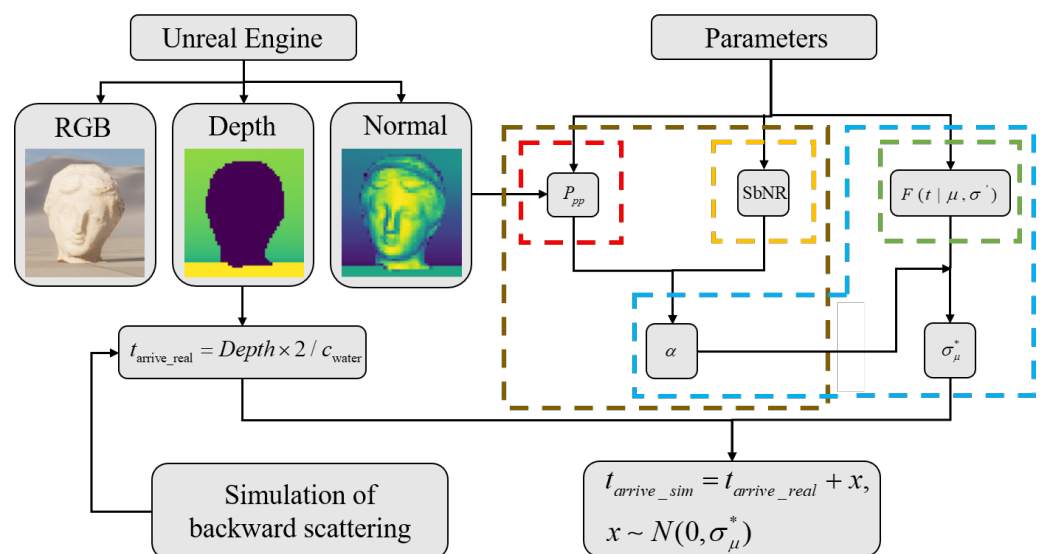 Unreal Engine
Parameters
RGB
Depth
Normal
P_pp
SbNR
F(t | μ, σ')
t_arrive_real = Depth × 2 / c_water
α
σ*_μ
Simulation of
backward scattering
t_arrive_sim = t_arrive_real + x,
x ~ N(0, σ*_μ)